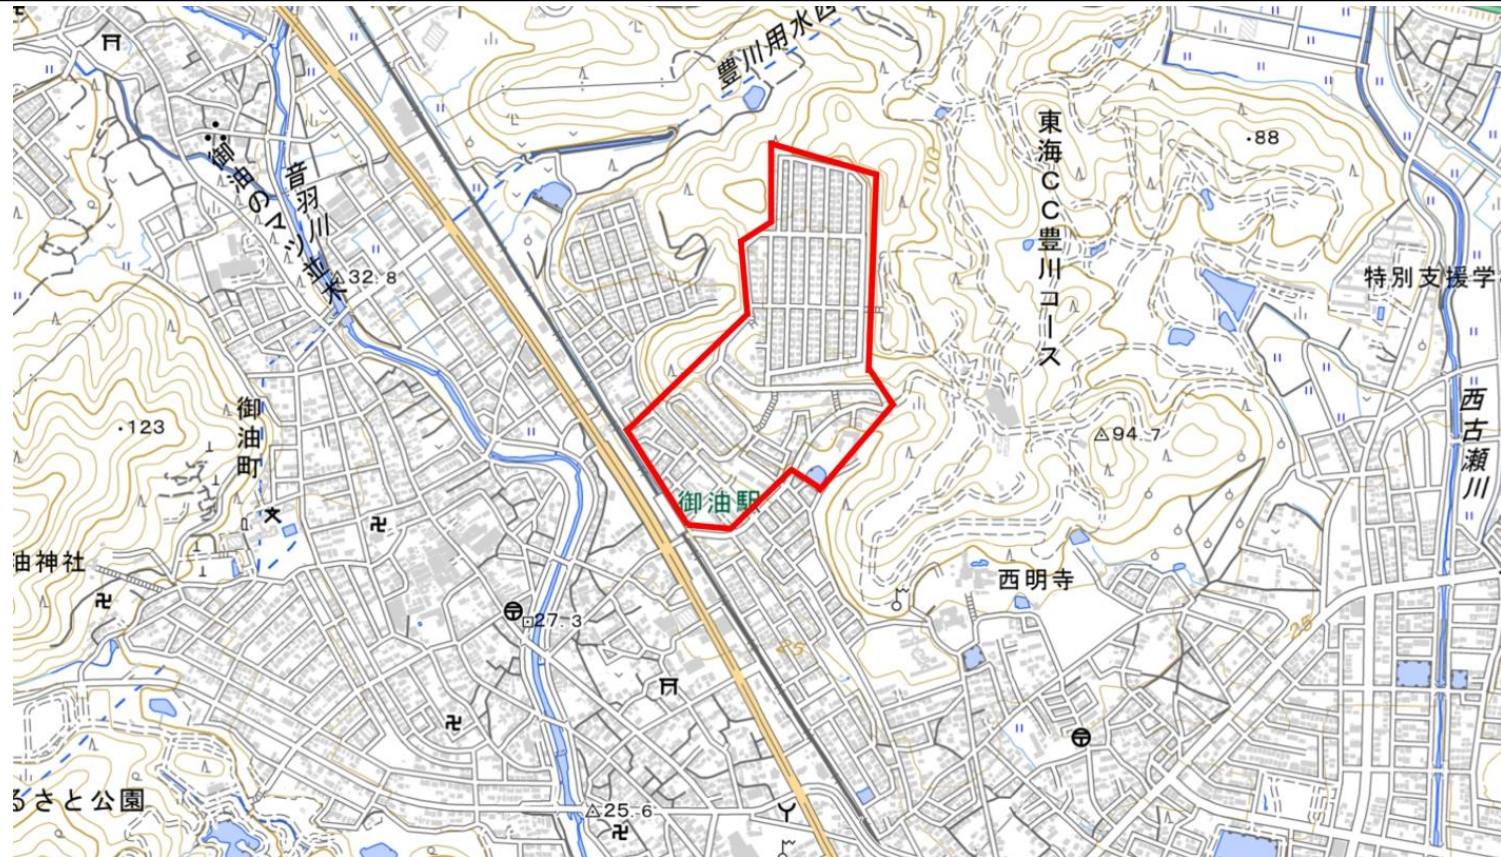 豊川用水西
東海CC豊川コース
・88
100
音羽川
御油のマツ並木
32.8
特別支援学
西古瀬川
御油町
・123
94.7
御油駅
油神社
西明寺
27.3
25
25
るさと公園
25.6